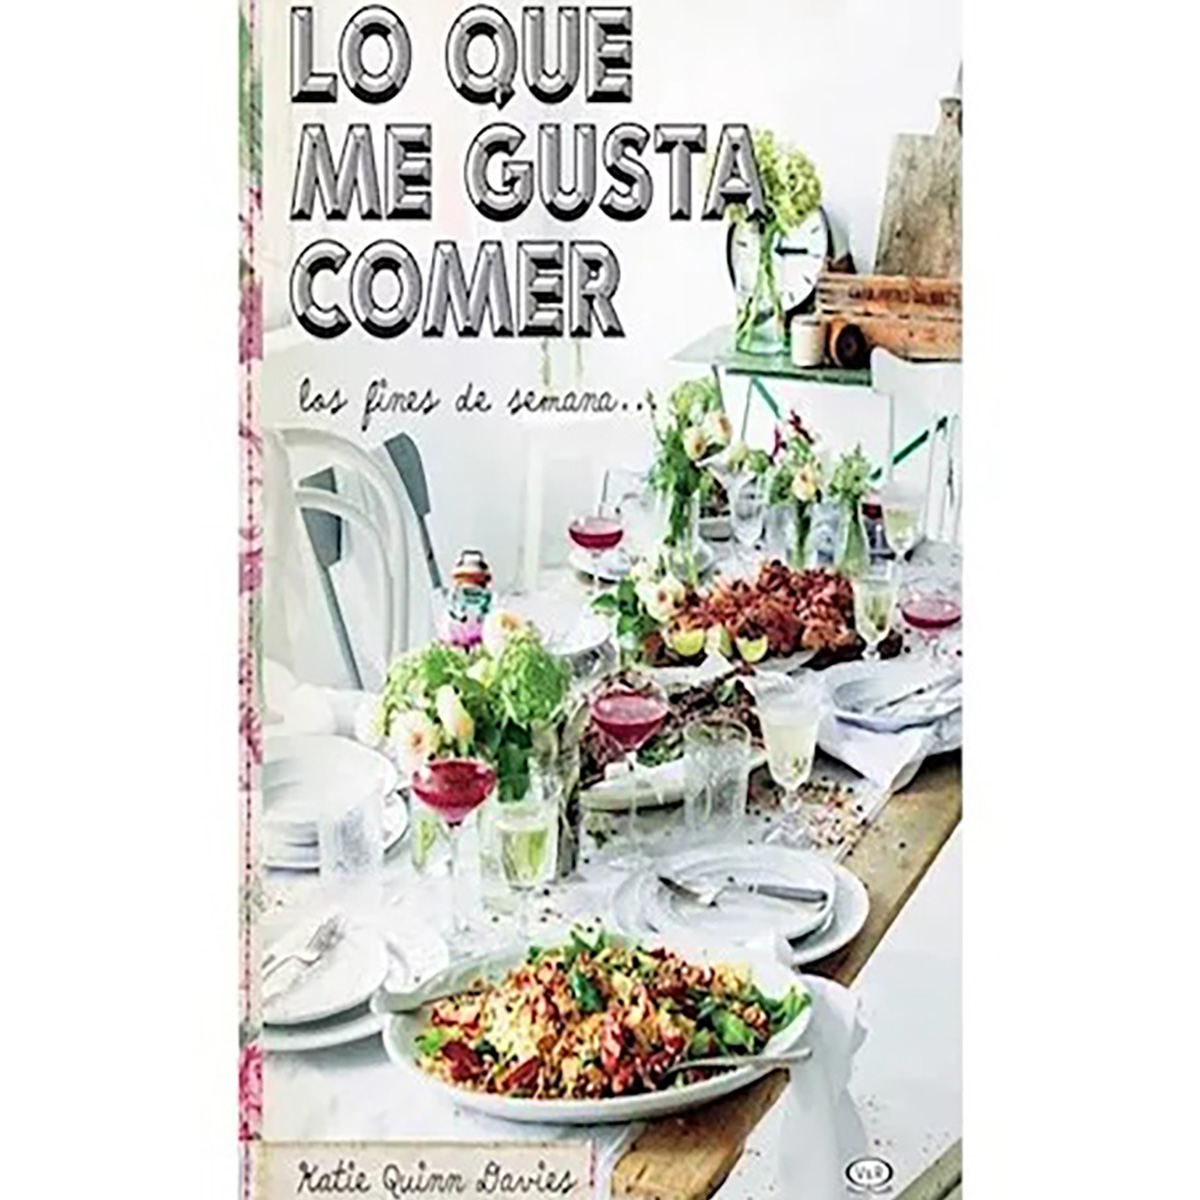 LO QUE
ME GUSTA
COMER
los fines de semana...
Katie Quinn Davies
V&R